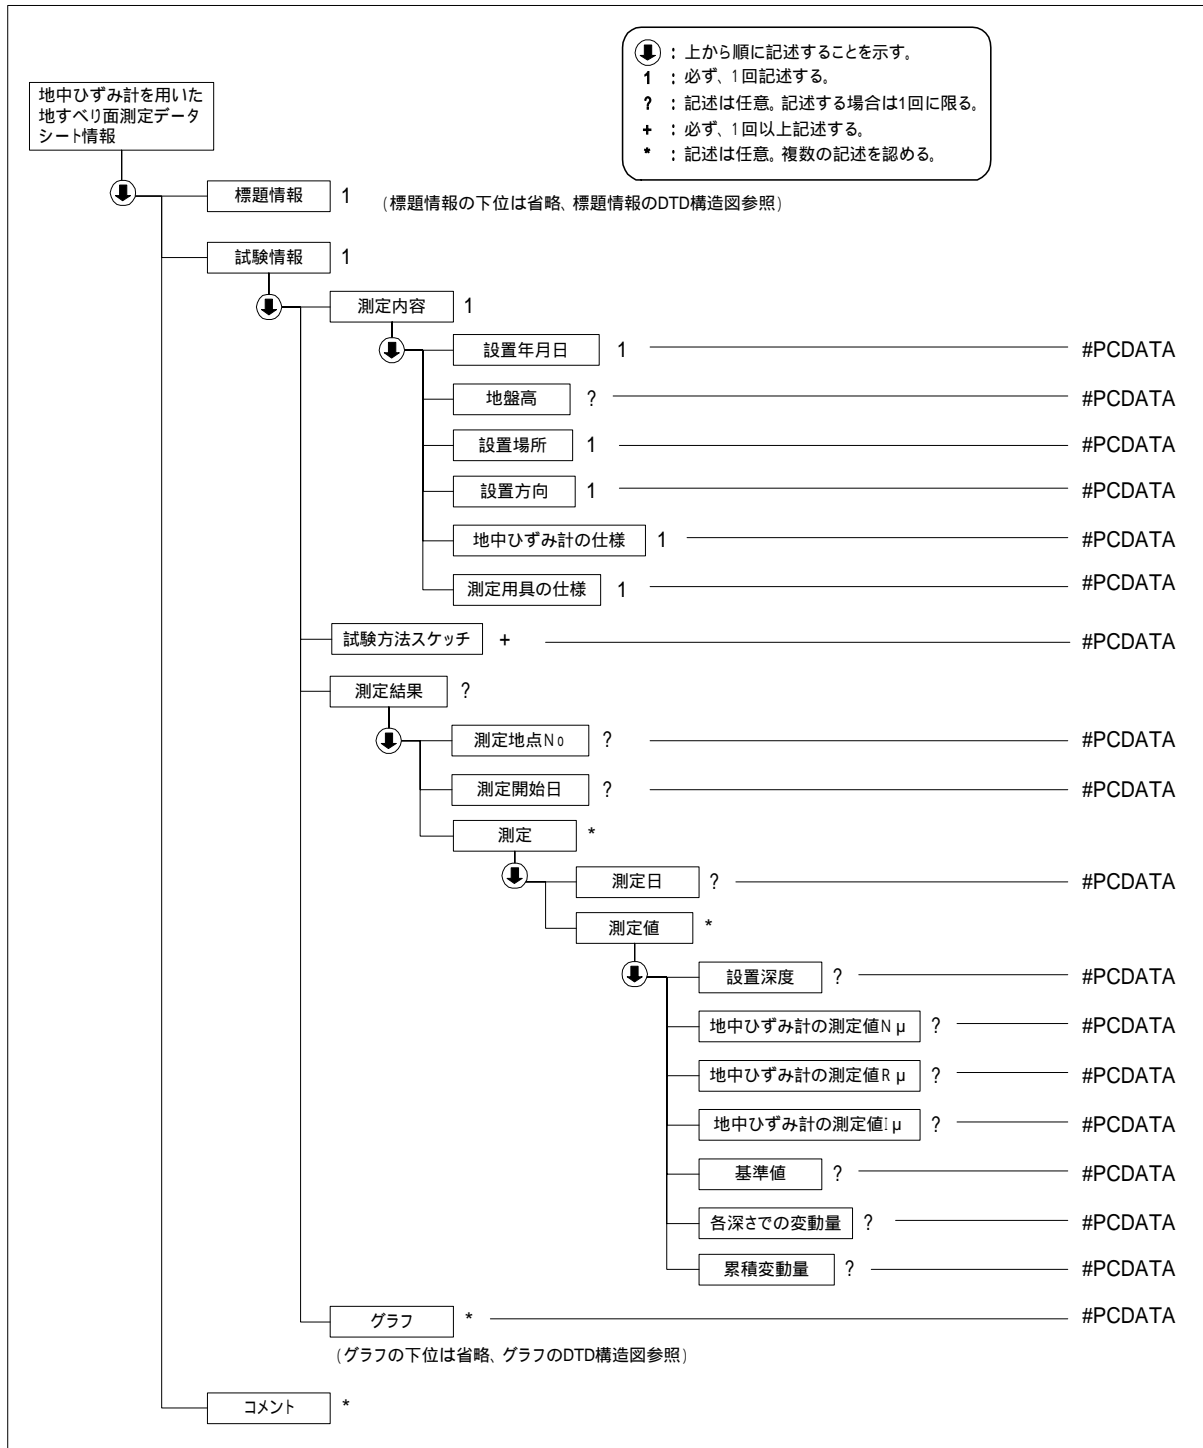 : 上から順に記述することを示す。
1 : 必ず、1回記述する。
? : 記述は任意。記述する場合は1回に限る。
+ : 必ず、1回以上記述する。
* : 記述は任意。複数の記述を認める。
地中ひずみ計を用いた
地すべり面測定データ
シート情報
標題情報 1 (標題情報の下位は省略、標題情報のDTD構造図参照)
試験情報 1
測定内容 1
設置年月日 1 #PCDATA
地盤高 ? #PCDATA
設置場所 1 #PCDATA
設置方向 1 #PCDATA
地中ひずみ計の仕様 1 #PCDATA
測定用具の仕様 1 #PCDATA
試験方法スケッチ + #PCDATA
測定結果 ?
測定地点No ? #PCDATA
測定開始日 ? #PCDATA
測定 *
測定日 ? #PCDATA
測定値 *
設置深度 ? #PCDATA
地中ひずみ計の測定値Nμ ? #PCDATA
地中ひずみ計の測定値Rμ ? #PCDATA
地中ひずみ計の測定値Iμ ? #PCDATA
基準値 ? #PCDATA
各深さでの変動量 ? #PCDATA
累積変動量 ? #PCDATA
グラフ * #PCDATA
(グラフの下位は省略、グラフのDTD構造図参照)
コメント *